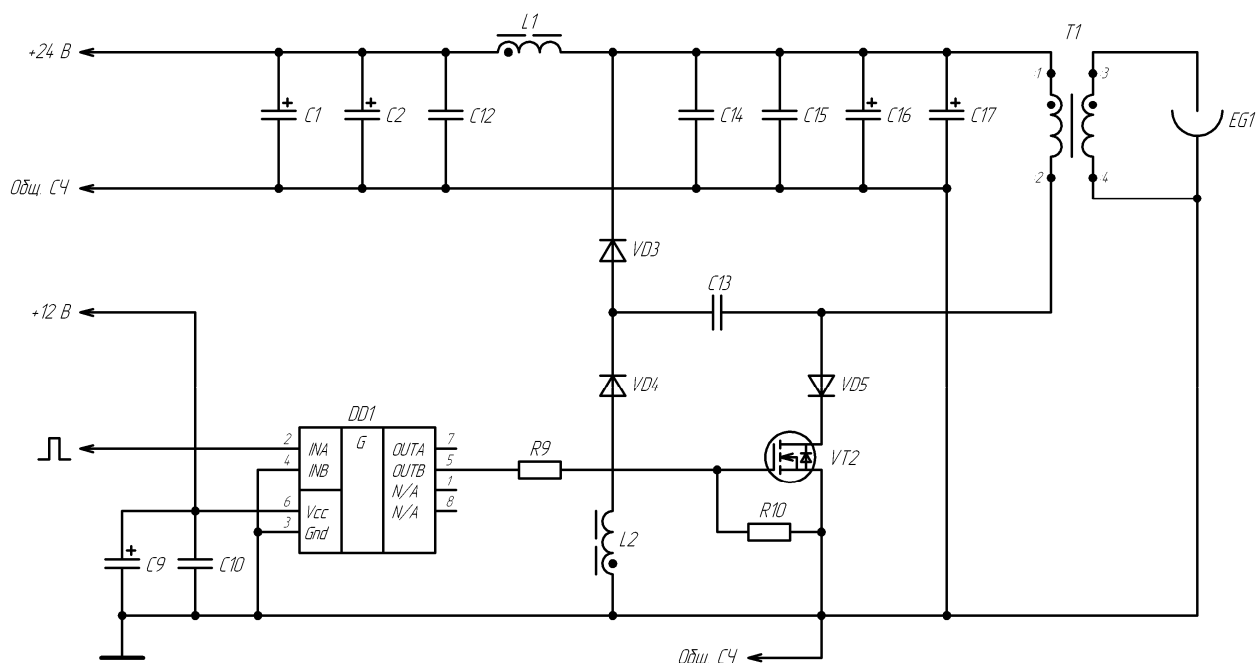 L1
T1
+24 В
1
3
C1
C2
C12
C14
C15
C16
C17
EG1
Общ. СЧ
2
4
VD3
C13
+12 В
VD4
VD5
DD1
2
INA
G
OUTA
7
R9
VT2
4
INB
OUTB
5
N/A
1
6
Vcc
N/A
8
R10
3
Gnd
L2
C9
C10
Общ. СЧ